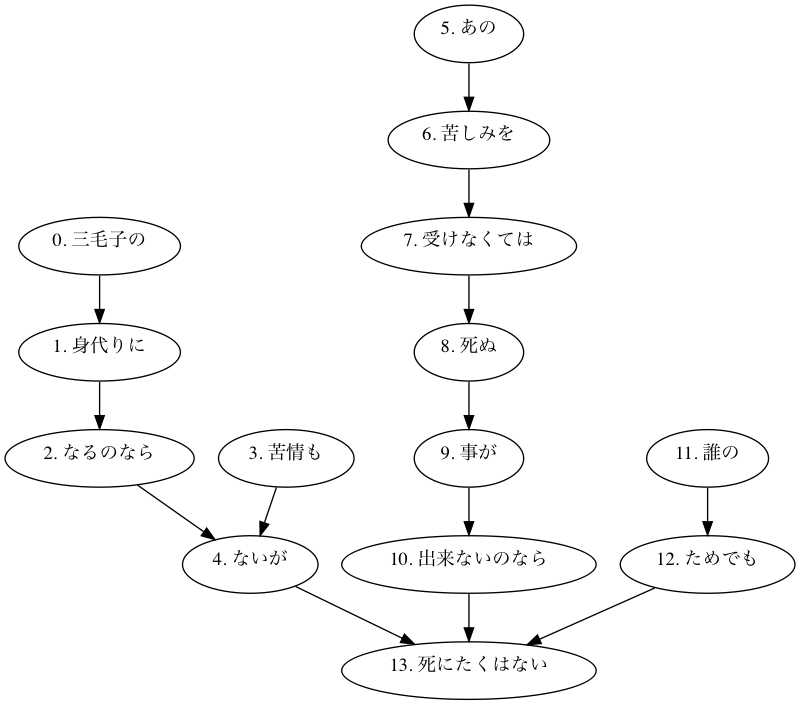 5. あの
6. 苦しみを
0. 三毛子の
7. 受けなくては
1. 身代りに
8. 死ぬ
2. なるのなら
3. 苦情も
9. 事が
11. 誰の
4. ないが
10. 出来ないのなら
12. ためでも
13. 死にたくはない